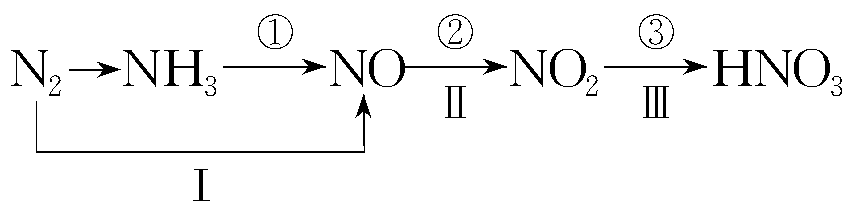 ① ② ③
N₂→NH₃→NO→NO₂→HNO₃
Ⅱ Ⅲ
Ⅰ